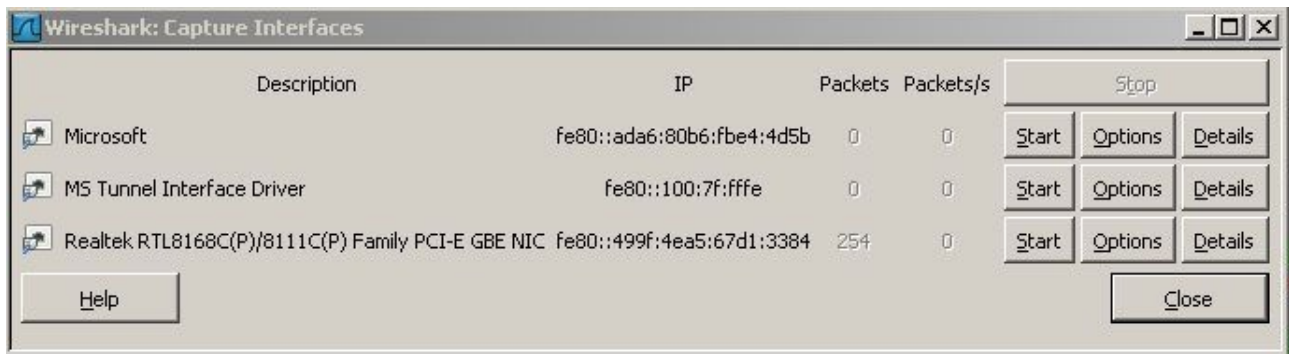 Wireshark: Capture Interfaces
Description IP Packets Packets/s Stop
Microsoft fe80::ada6:80b6:fbe4:4d5b 0 0 Start Options Details
MS Tunnel Interface Driver fe80::100:7f:fffe 0 0 Start Options Details
Realtek RTL8168C(P)/8111C(P) Family PCI-E GBE NIC fe80::499f:4ea5:67d1:3384 254 0 Start Options Details
Help Close